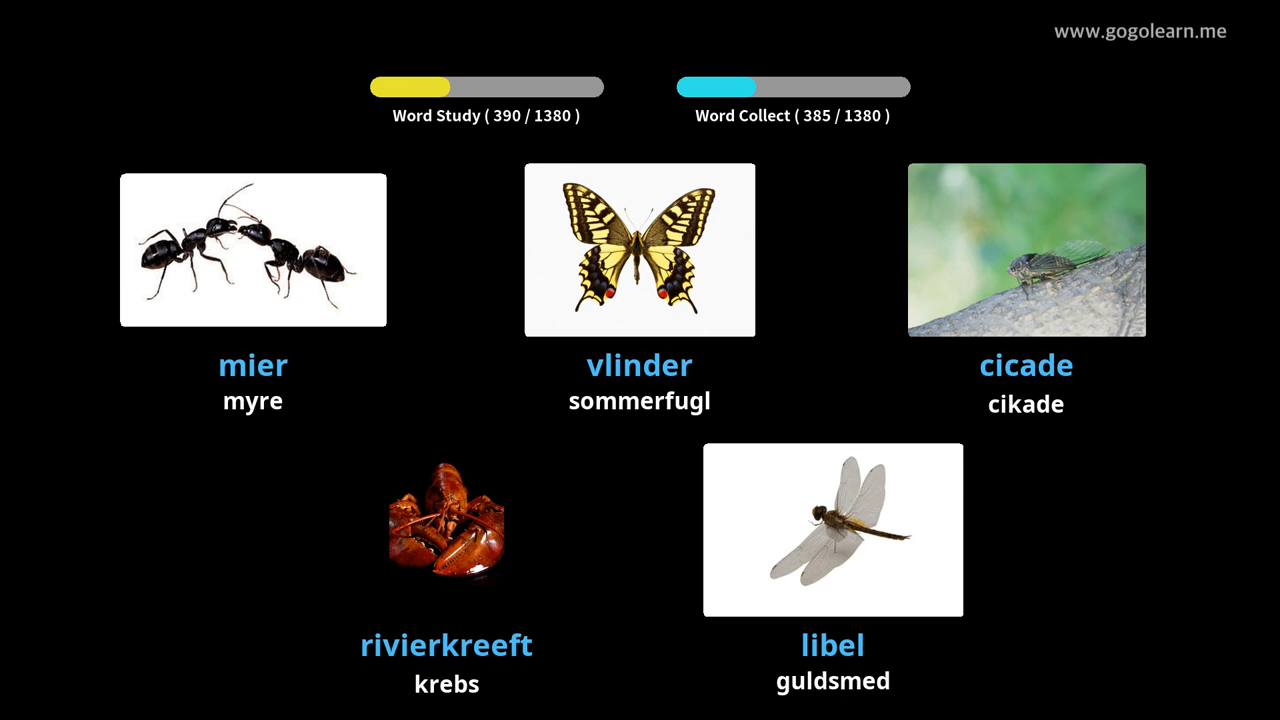 www.gogolearn.me
Word Study ( 390 / 1380 )
Word Collect ( 385 / 1380 )
mier
vlinder
cicade
myre
sommerfugl
cikade
rivierkreeft
libel
krebs
guldsmed